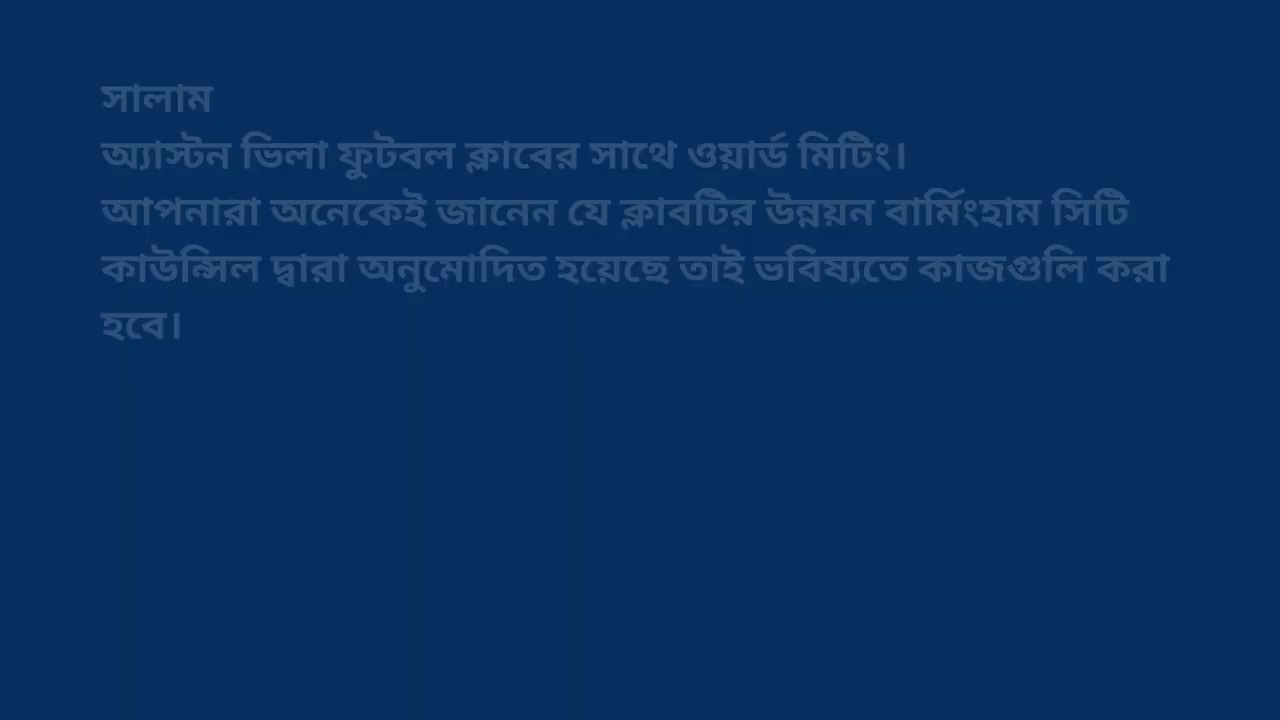 সালাম
অ্যাস্টন ভিলা ফুটবল ক্লাবের সাথে ওয়ার্ড মিটিং।
আপনারা অনেকেই জানেন যে ক্লাবটির উন্নয়ন বার্মিংহাম সিটি
কাউন্সিল দ্বারা অনুমোদিত হয়েছে তাই ভবিষ্যতে কাজগুলি করা
হবে।